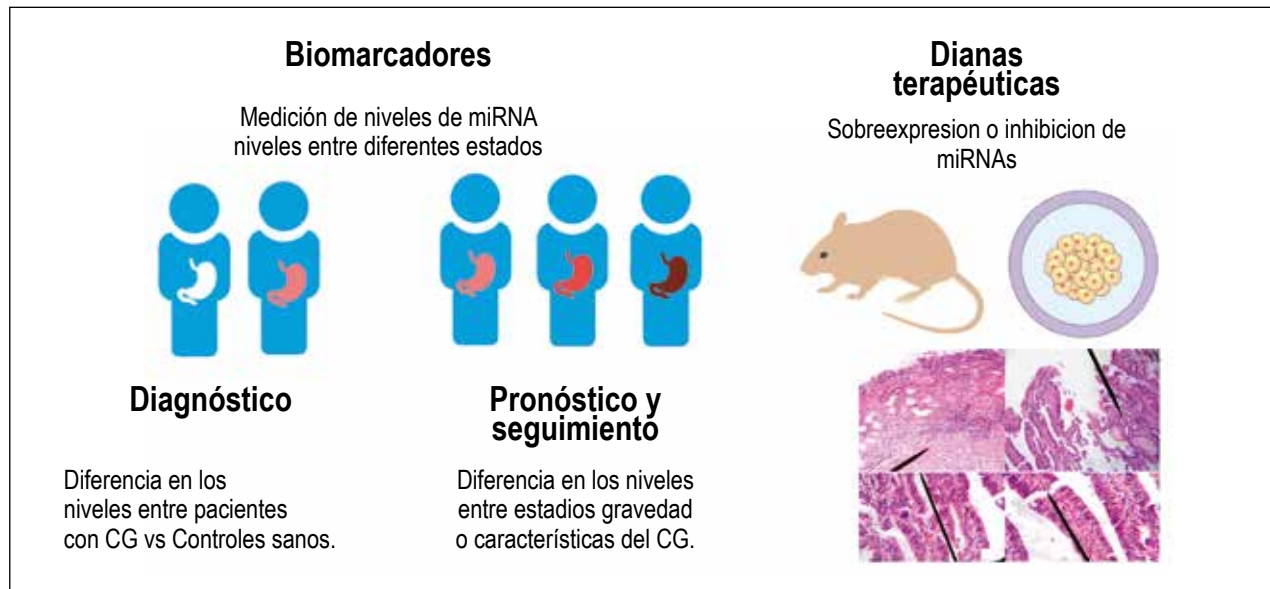 Biomarcadores
Medición de niveles de miRNA
niveles entre diferentes estados
Diagnóstico
Diferencia en los
niveles entre pacientes
con CG vs Controles sanos.
Pronóstico y
seguimiento
Diferencia en los niveles
entre estadios gravedad
o características del CG.
Dianas
terapéuticas
Sobreexpresion o inhibicion de
miRNAs